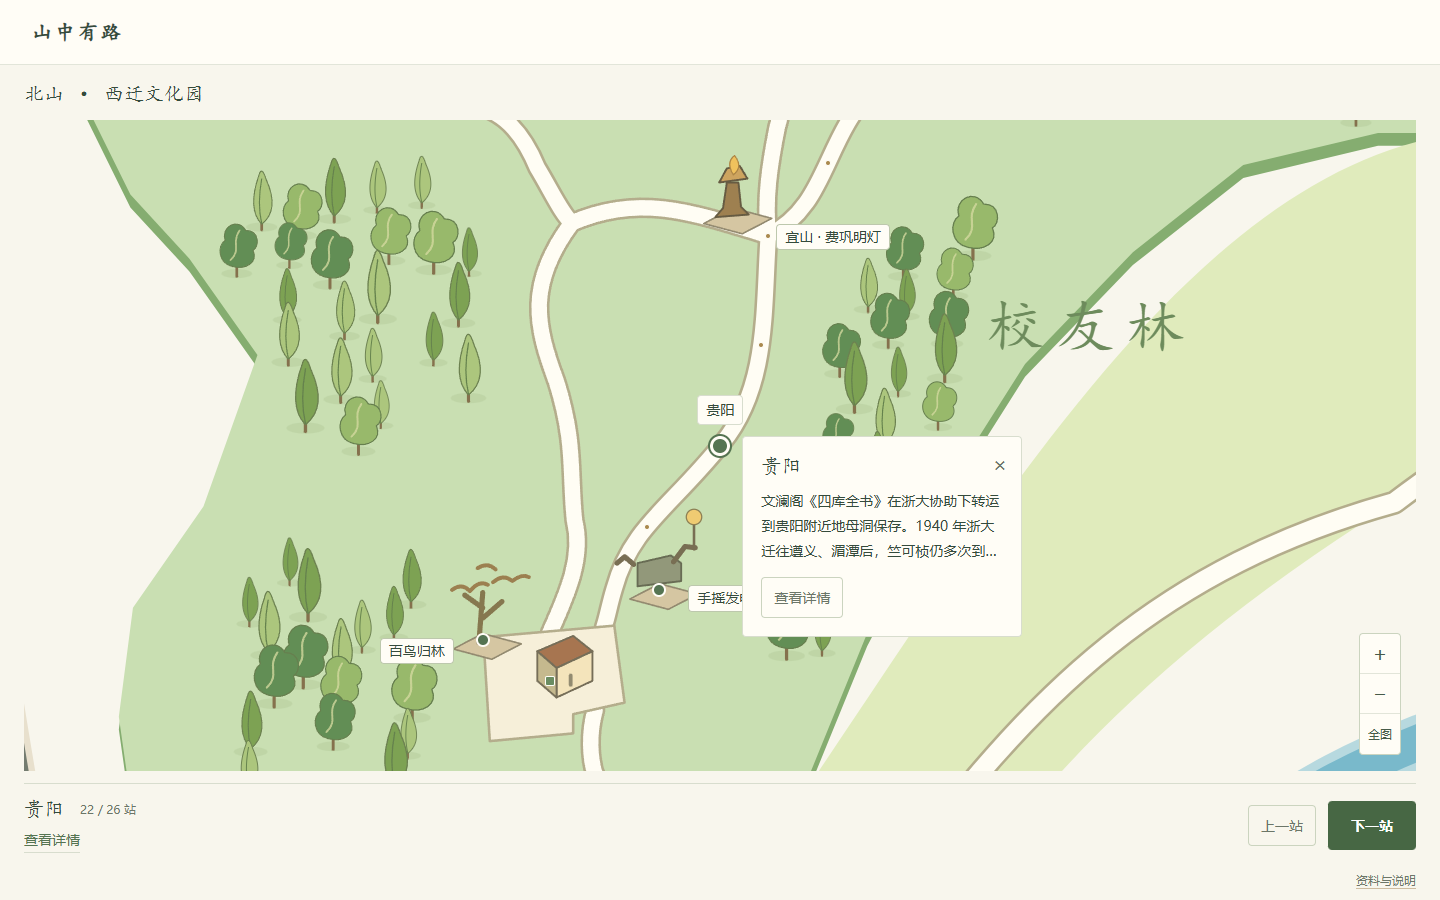 山中有路
北山 • 西迁文化园
宜山 · 费巩明灯
校友林
贵阳
贵阳 ×
文澜阁《四库全书》在浙大协助下转运
到贵阳附近地母洞保存。1940 年浙大
迁往遵义、湄潭后，竺可桢仍多次到...
查看详情
手摇发
百鸟归林
+
−
全图
贵阳 22 / 26 站
查看详情
上一站
下一站
资料与说明